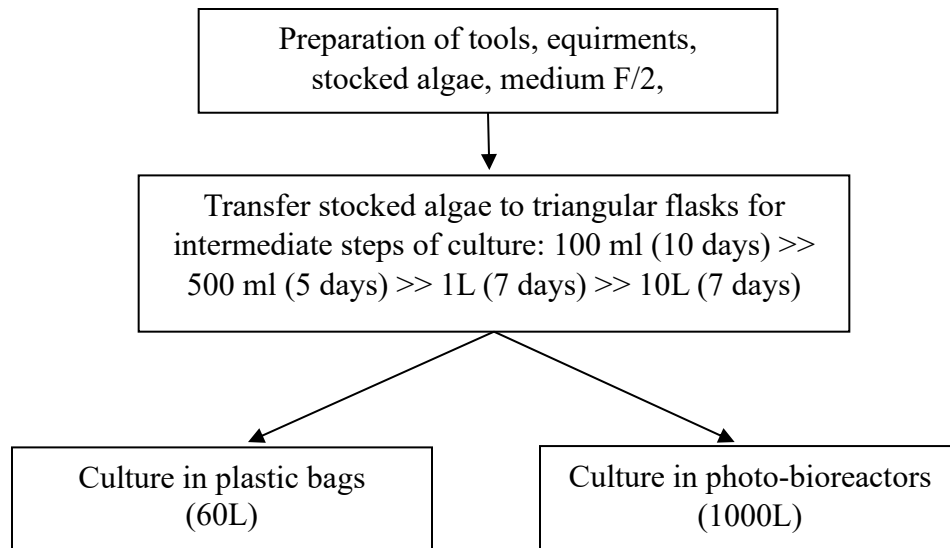 Preparation of tools, equirments,
stocked algae, medium F/2,
Transfer stocked algae to triangular flasks for
intermediate steps of culture: 100 ml (10 days) >>
500 ml (5 days) >> 1L (7 days) >> 10L (7 days)
Culture in plastic bags
(60L)
Culture in photo-bioreactors
(1000L)